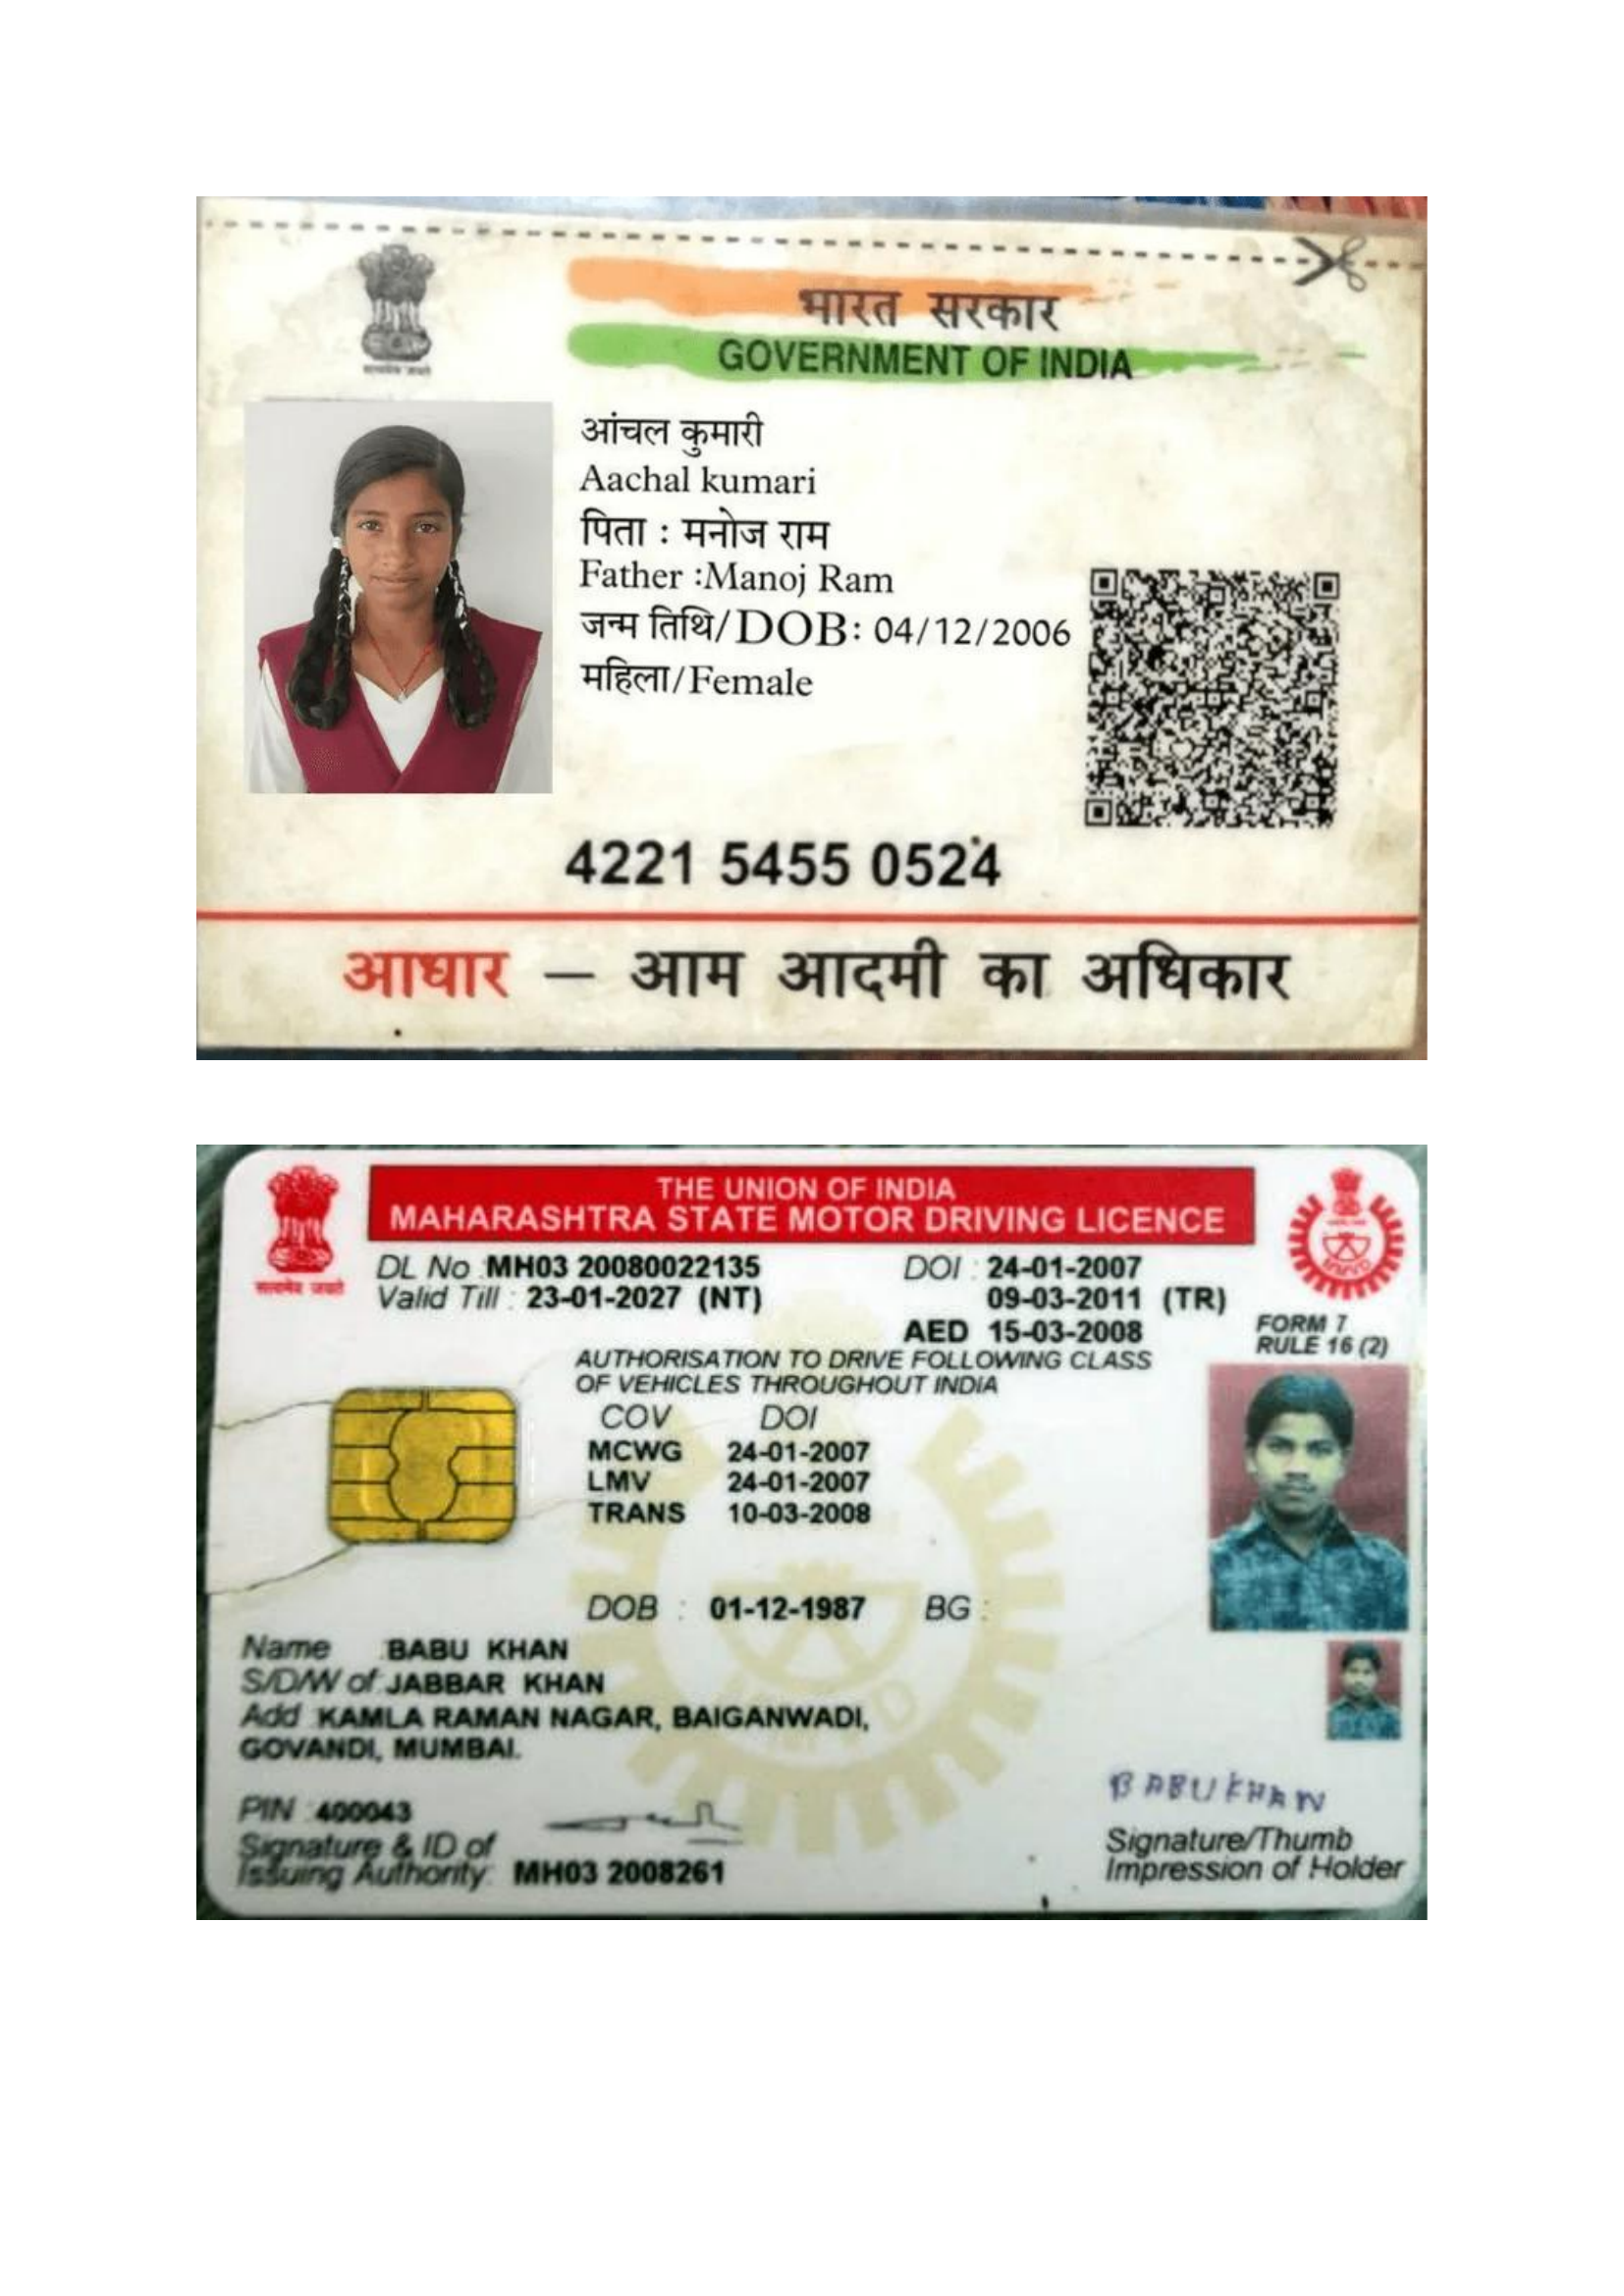 भारत सरकार
GOVERNMENT OF INDIA
आंचल कुमारी
Aachal kumari
पिता : मनोज राम
Father :Manoj Ram
जन्म तिथि/DOB: 04/12/2006
महिला/Female
4221 5455 0524
आधार — आम आदमी का अधिकार
THE UNION OF INDIA
MAHARASHTRA STATE MOTOR DRIVING LICENCE
सत्यमेव जयते
DL No : MH03 20080022135 DOI : 24-01-2007
Valid Till : 23-01-2027 (NT) 09-03-2011 (TR)
AED 15-03-2008
FORM 7
RULE 16 (2)
AUTHORISATION TO DRIVE FOLLOWING CLASS
OF VEHICLES THROUGHOUT INDIA
COV DOI
MCWG 24-01-2007
LMV 24-01-2007
TRANS 10-03-2008
DOB : 01-12-1987 BG :
Name : BABU KHAN
S/D/W of : JABBAR KHAN
Add : KAMLA RAMAN NAGAR, BAIGANWADI,
GOVANDI, MUMBAI.
PIN : 400043
Signature & ID of
Issuing Authority: MH03 2008261
BABU KHAN
Signature/Thumb
Impression of Holder